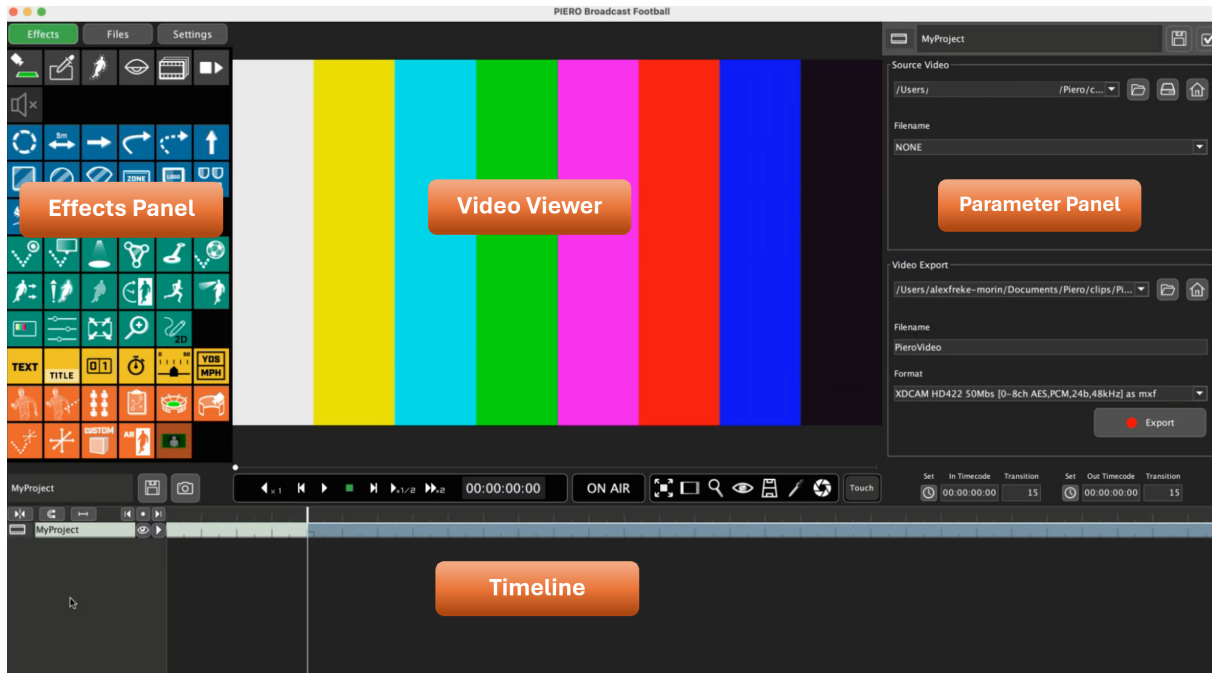 PIERO Broadcast Football
Effects
Files
Settings
MyProject
Source Video
/Users/
/Piero/c...
Filename
NONE
5m
ZONE
LOGO
Effects Panel
Video Viewer
Parameter Panel
Video Export
/Users/alexfreke-morin/Documents/Piero/clips/Pi...
Filename
PieroVideo
Format
XDCAM HD422 50Mbs [0-8ch AES,PCM,24b,48kHz] as mxf
Export
2D
TEXT
TITLE
01
YDS
MPH
CUSTOM
AR
MyProject
x1
x1/2
x2
00:00:00:00
ON AIR
Touch
Set
In Timecode
Transition
Set
Out Timecode
Transition
00:00:00:00
15
00:00:00:00
15
MyProject
Timeline